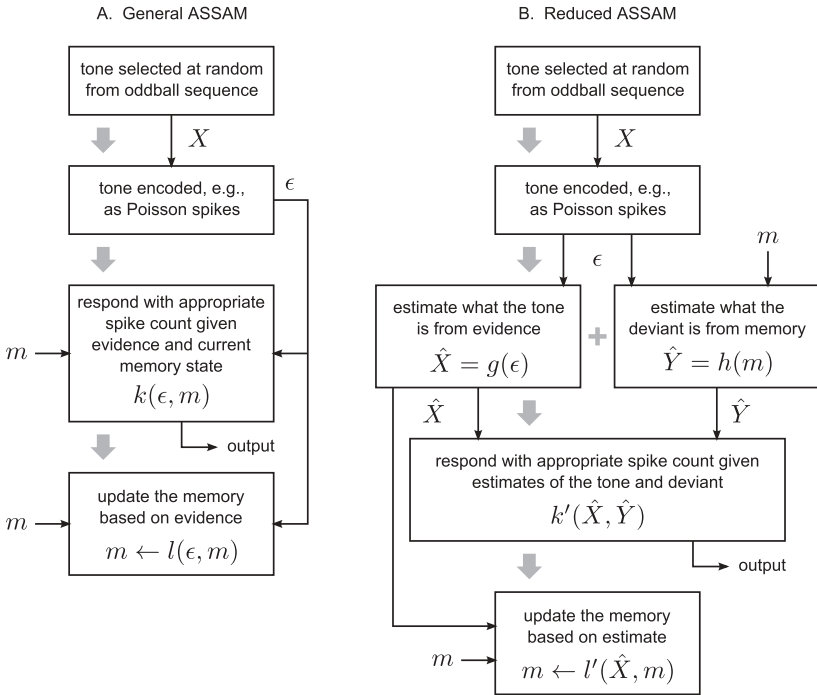 A. General ASSAM
tone selected at random
from oddball sequence
X
tone encoded, e.g.,
as Poisson spikes
ϵ
respond with appropriate
spike count given
evidence and current
memory state
k(ϵ, m)
m
output
update the memory
based on evidence
m ← l(ϵ, m)
m
B. Reduced ASSAM
tone selected at random
from oddball sequence
X
tone encoded, e.g.,
as Poisson spikes
ϵ
m
estimate what the tone
is from evidence
X̂ = g(ϵ)
+
estimate what the
deviant is from memory
Ŷ = h(m)
X̂
Ŷ
respond with appropriate spike count given
estimates of the tone and deviant
k′(X̂, Ŷ)
output
update the memory
based on estimate
m ← l′(X̂, m)
m